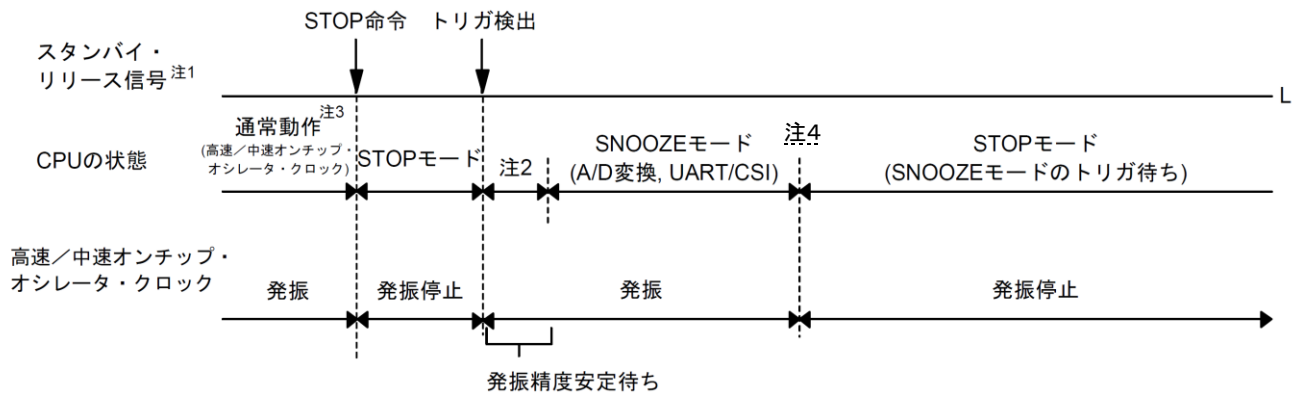 STOP命令 トリガ検出
スタンバイ・
リリース信号注1
L
通常動作注3
(高速/中速オンチップ・
オシレータ・クロック)
CPUの状態
STOPモード
注2
SNOOZEモード
(A/D変換, UART/CSI)
注4
STOPモード
(SNOOZEモードのトリガ待ち)
高速/中速オンチップ・
オシレータ・クロック
発振
発振停止
発振
発振停止
発振精度安定待ち